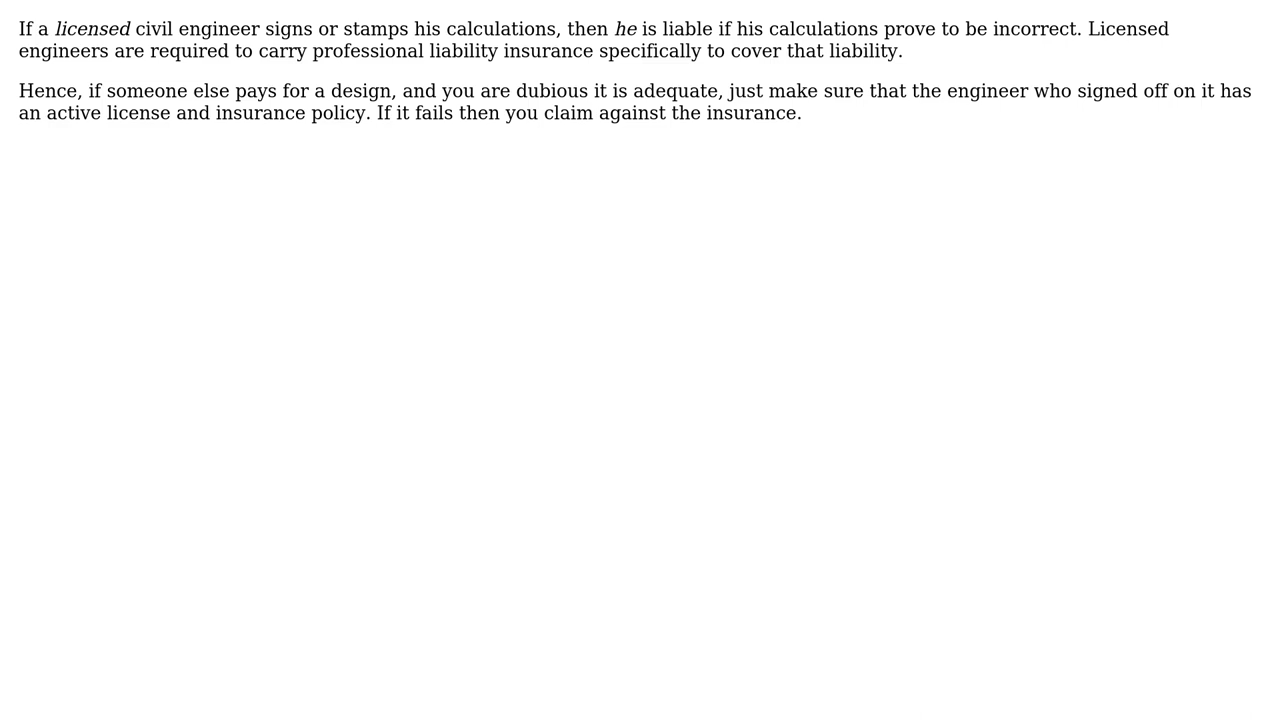 If a licensed civil engineer signs or stamps his calculations, then he is liable if his calculations prove to be incorrect. Licensed
engineers are required to carry professional liability insurance specifically to cover that liability.
Hence, if someone else pays for a design, and you are dubious it is adequate, just make sure that the engineer who signed off on it has
an active license and insurance policy. If it fails then you claim against the insurance.